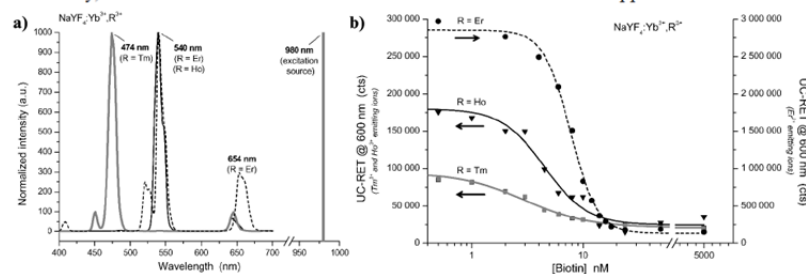 a)
NaYF₄:Yb³⁺,R³⁺
474 nm
(R = Tm)
540 nm
(R = Er)
(R = Ho)
980 nm
(excitation
source)
654 nm
(R = Er)
Normalized intensity (a.u.)
1000
900
800
700
600
500
400
300
200
100
0
400 450 500 550 600 650 700 950 1000
Wavelength (nm)
b)
NaYF₄:Yb³⁺,R³⁺
R = Er
R = Ho
R = Tm
UC-RET @ 600 nm (cts)
(Tm³⁺ and Ho³⁺ emitting ions)
300 000
250 000
200 000
150 000
100 000
50 000
0
3 000 000
2 500 000
2 000 000
1 500 000
1 000 000
500 000
0
UC-RET @ 600 nm (cts)
(Er³⁺ emitting ions)
1 10 5000
[Biotin] nM